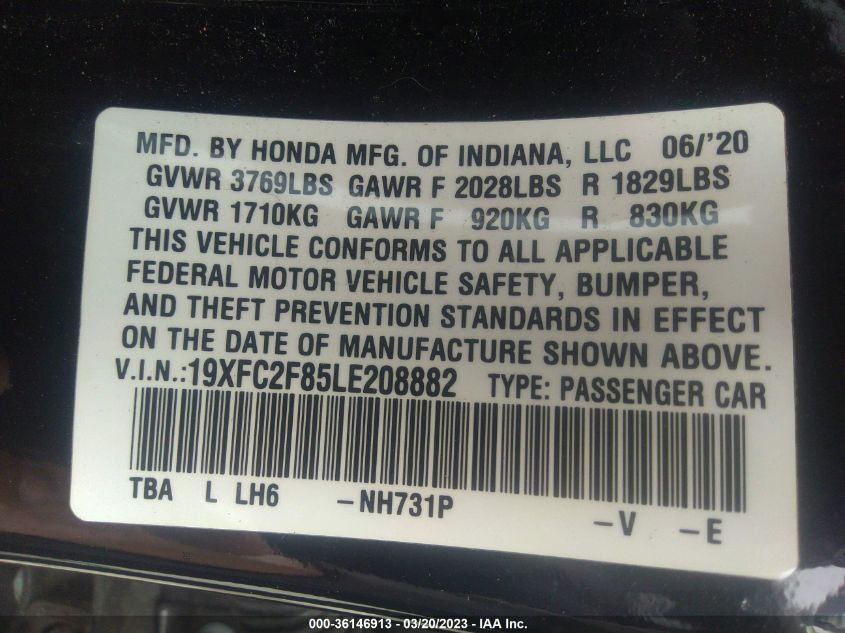 MFD. BY HONDA MFG. OF INDIANA, LLC 06/'20
GVWR 3769LBS GAWR F 2028LBS R 1829LBS
GVWR 1710KG GAWR F 920KG R 830KG
THIS VEHICLE CONFORMS TO ALL APPLICABLE
FEDERAL MOTOR VEHICLE SAFETY, BUMPER,
AND THEFT PREVENTION STANDARDS IN EFFECT
ON THE DATE OF MANUFACTURE SHOWN ABOVE.
V.I.N.:19XFC2F85LE208882 TYPE: PASSENGER CAR
TBA L LH6 -NH731P -V -E
000-36146913 - 03/20/2023 - IAA Inc.